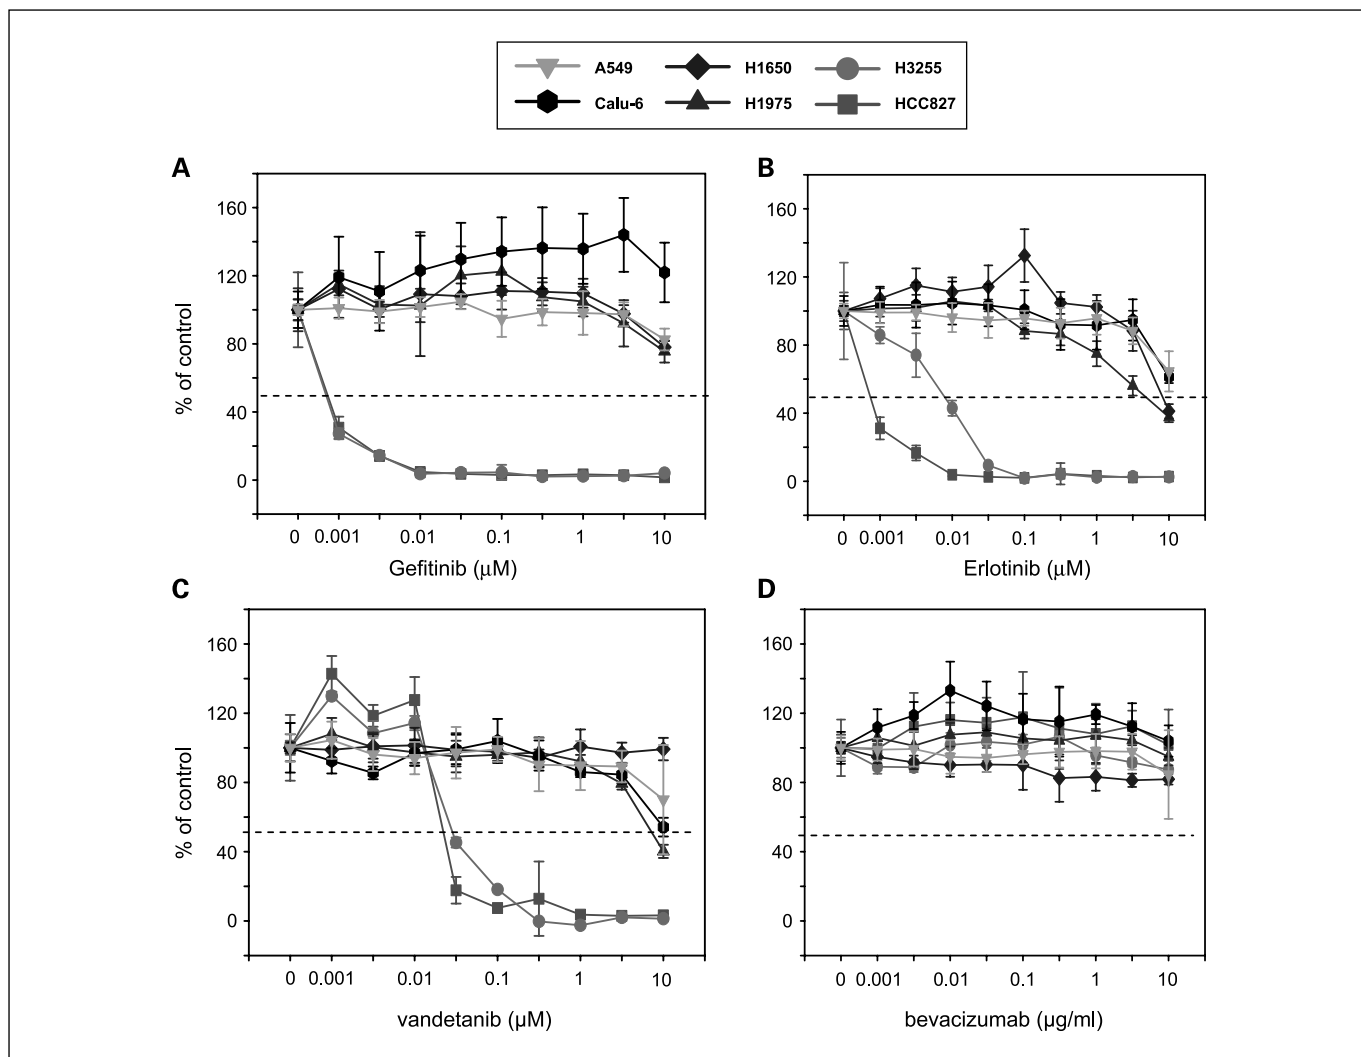 A549 H1650 H3255
Calu-6 H1975 HCC827
A
% of control
160
120
80
40
0
0 0.001 0.01 0.1 1 10
Gefitinib (μM)
B
160
120
80
40
0
0 0.001 0.01 0.1 1 10
Erlotinib (μM)
C
% of control
160
120
80
40
0
0 0.001 0.01 0.1 1 10
vandetanib (μM)
D
160
120
80
40
0
0 0.001 0.01 0.1 1 10
bevacizumab (μg/ml)